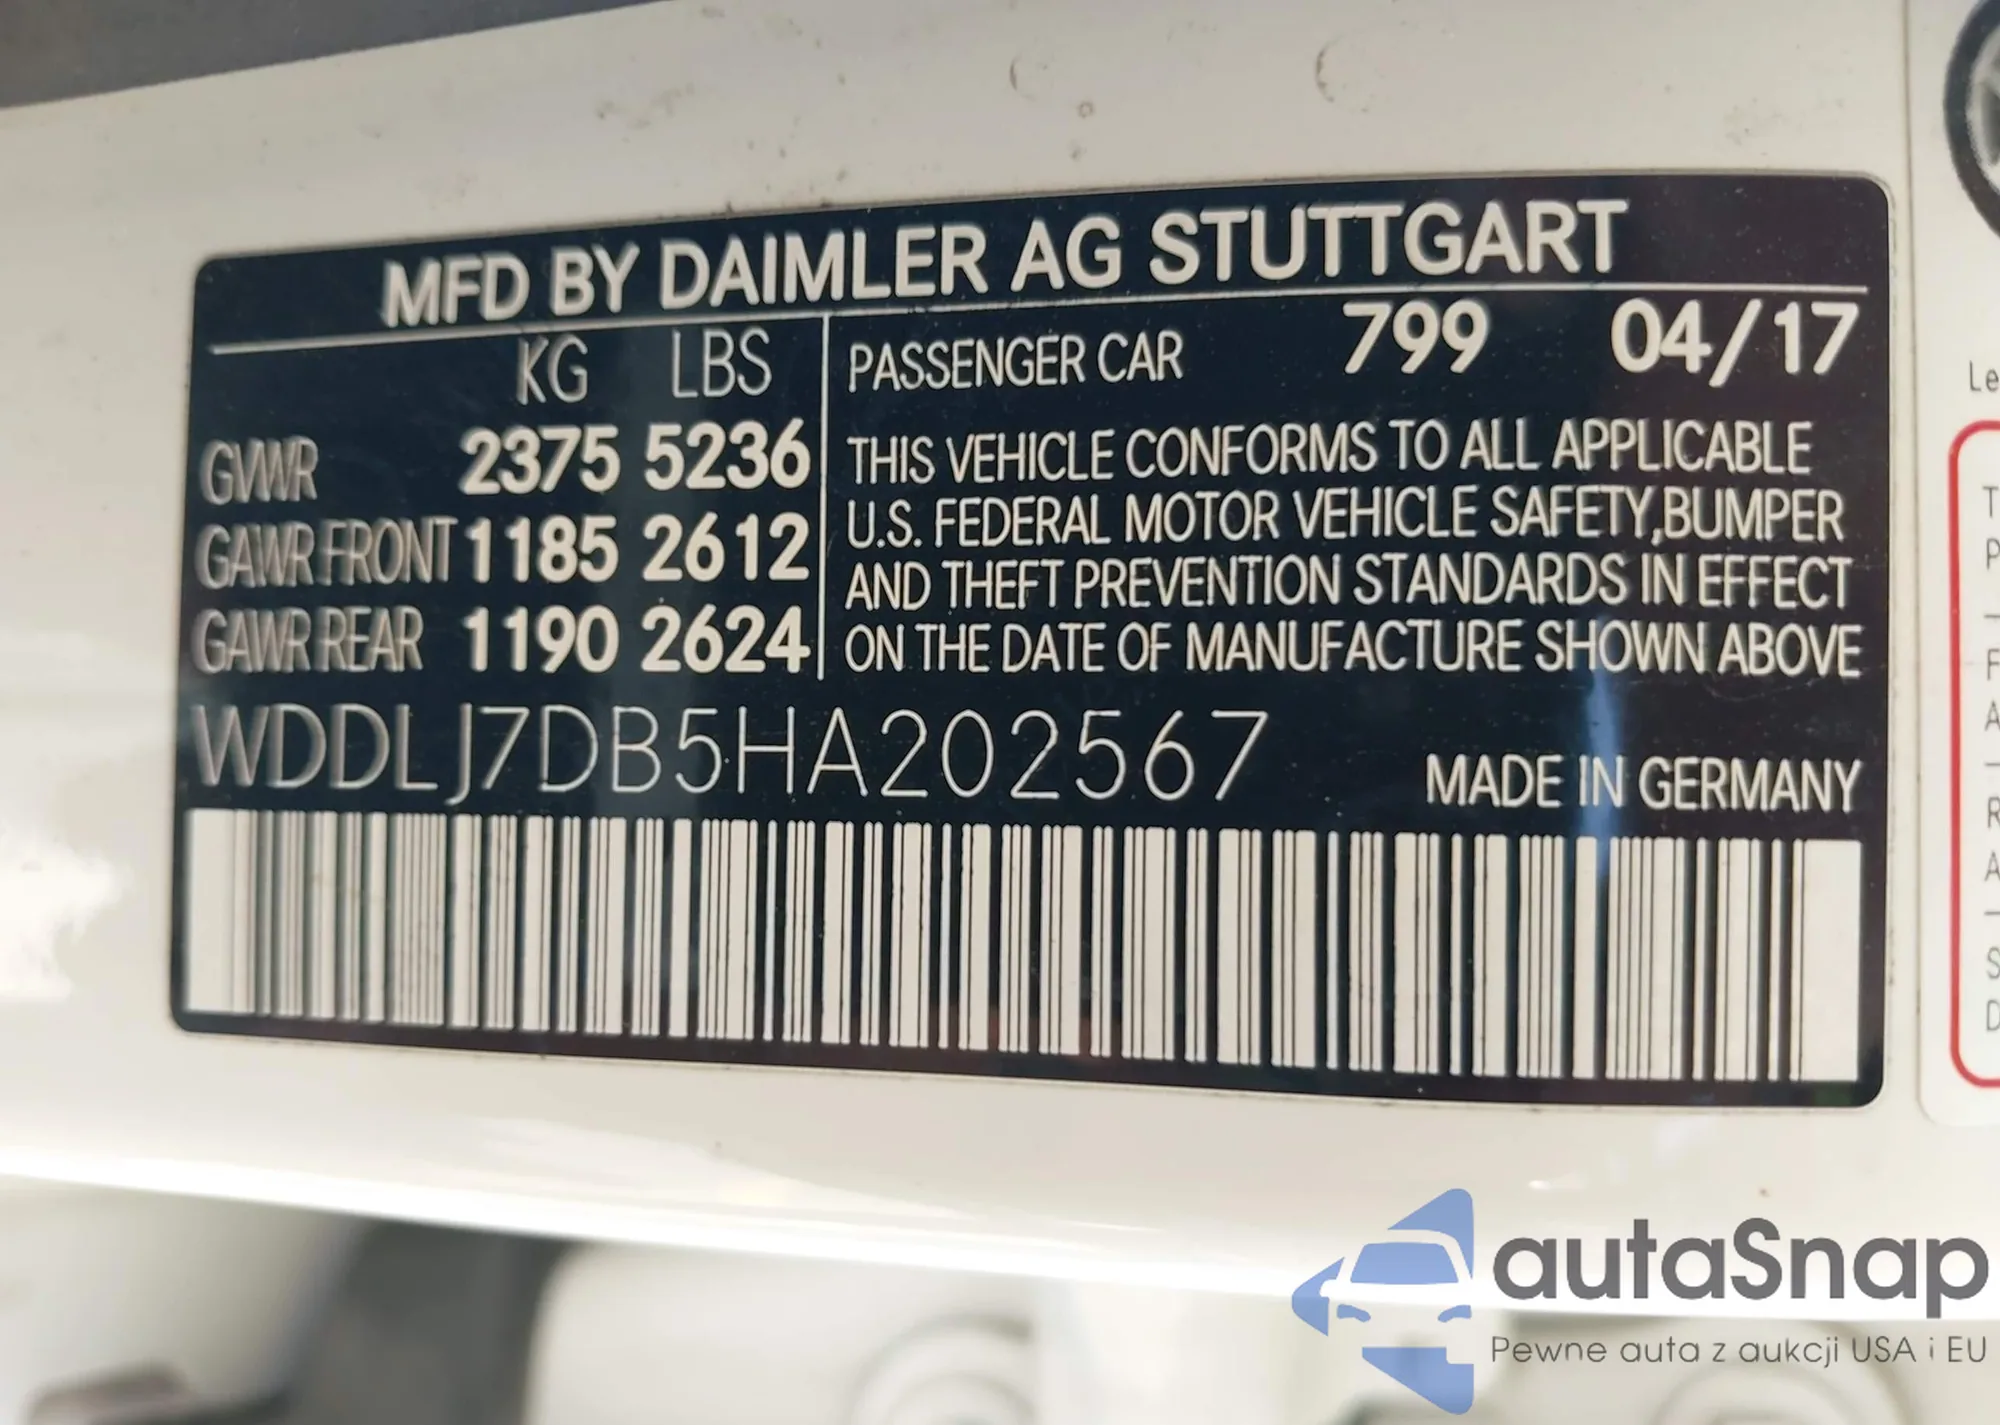 MFD BY DAIMLER AG STUTTGART
KG LBS
GVWR 2375 5236
GAWR FRONT 1185 2612
GAWR REAR 1190 2624
PASSENGER CAR 799 04/17
THIS VEHICLE CONFORMS TO ALL APPLICABLE
U.S. FEDERAL MOTOR VEHICLE SAFETY,BUMPER
AND THEFT PREVENTION STANDARDS IN EFFECT
ON THE DATE OF MANUFACTURE SHOWN ABOVE
WDDLJ7DB5HA202567
MADE IN GERMANY
autaSnap
Pewne auta z aukcji USA i EU